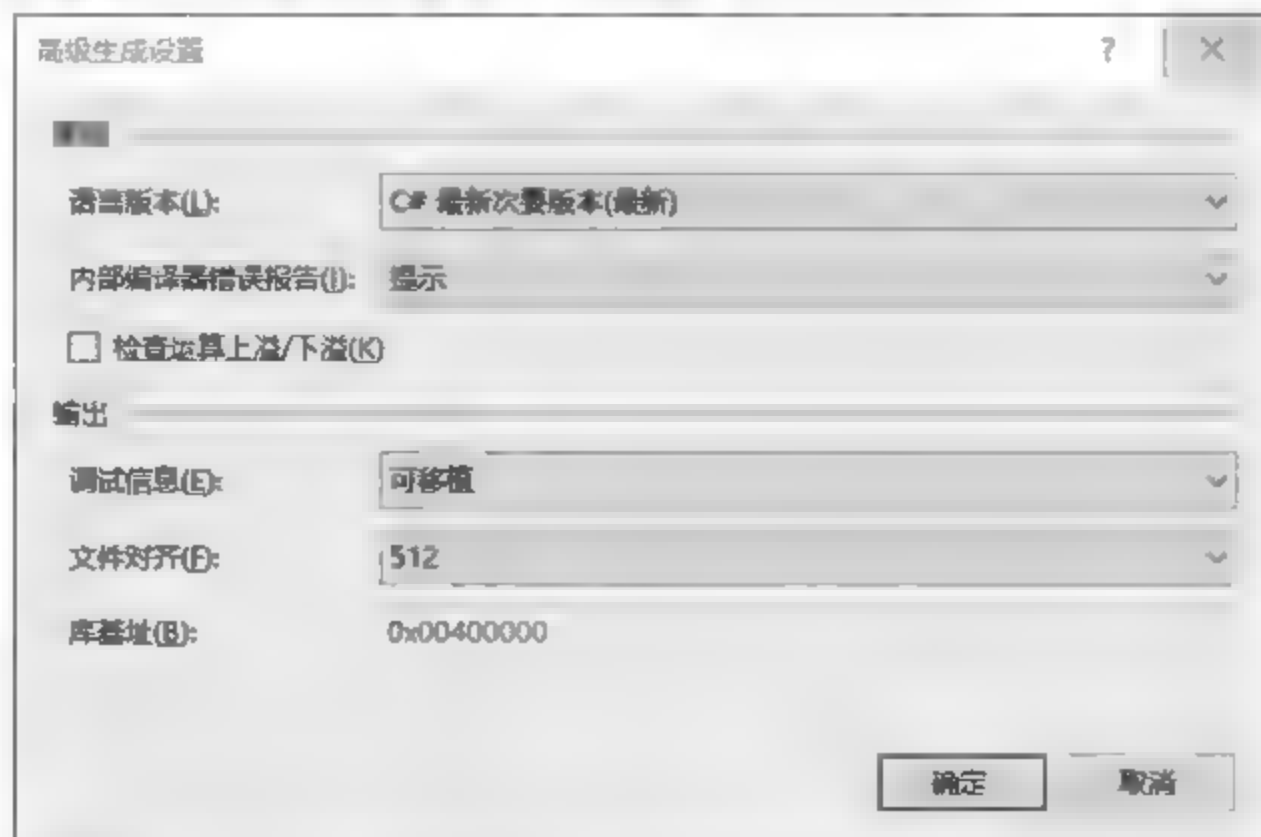 高级生成设置 ?
语言版本(L): C# 最新次要版本(最新)
内部编译器错误报告(I): 提示
检查运算上溢/下溢(K)
输出
调试信息(E): 可移植
文件对齐(F): 512
库基址(B): 0x00400000
确定 取消